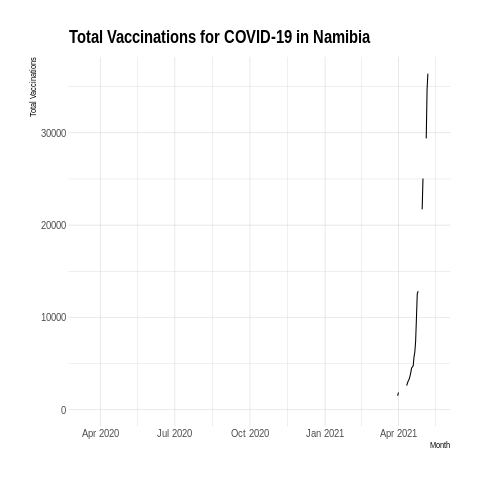 Total Vaccinations for COVID-19 in Namibia
Total Vaccinations
30000
20000
10000
0
Apr 2020 Jul 2020 Oct 2020 Jan 2021 Apr 2021
Month